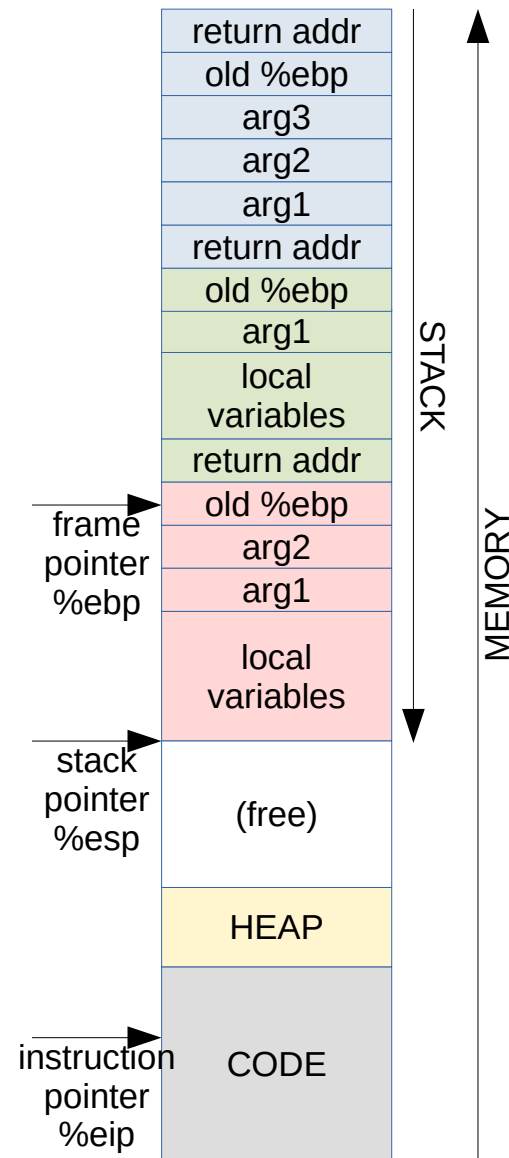 return addr
old %ebp
arg3
arg2
arg1
return addr
old %ebp
arg1
local
variables
return addr
old %ebp
arg2
arg1
local
variables
(free)
HEAP
CODE
frame
pointer
%ebp
stack
pointer
%esp
instruction
pointer
%eip
STACK
MEMORY